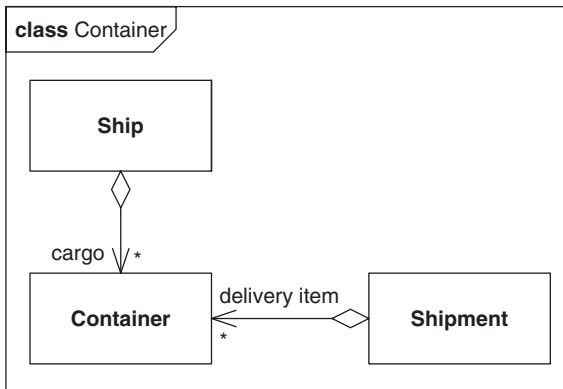 class Container
Ship
cargo *
delivery item
Container
Shipment
*